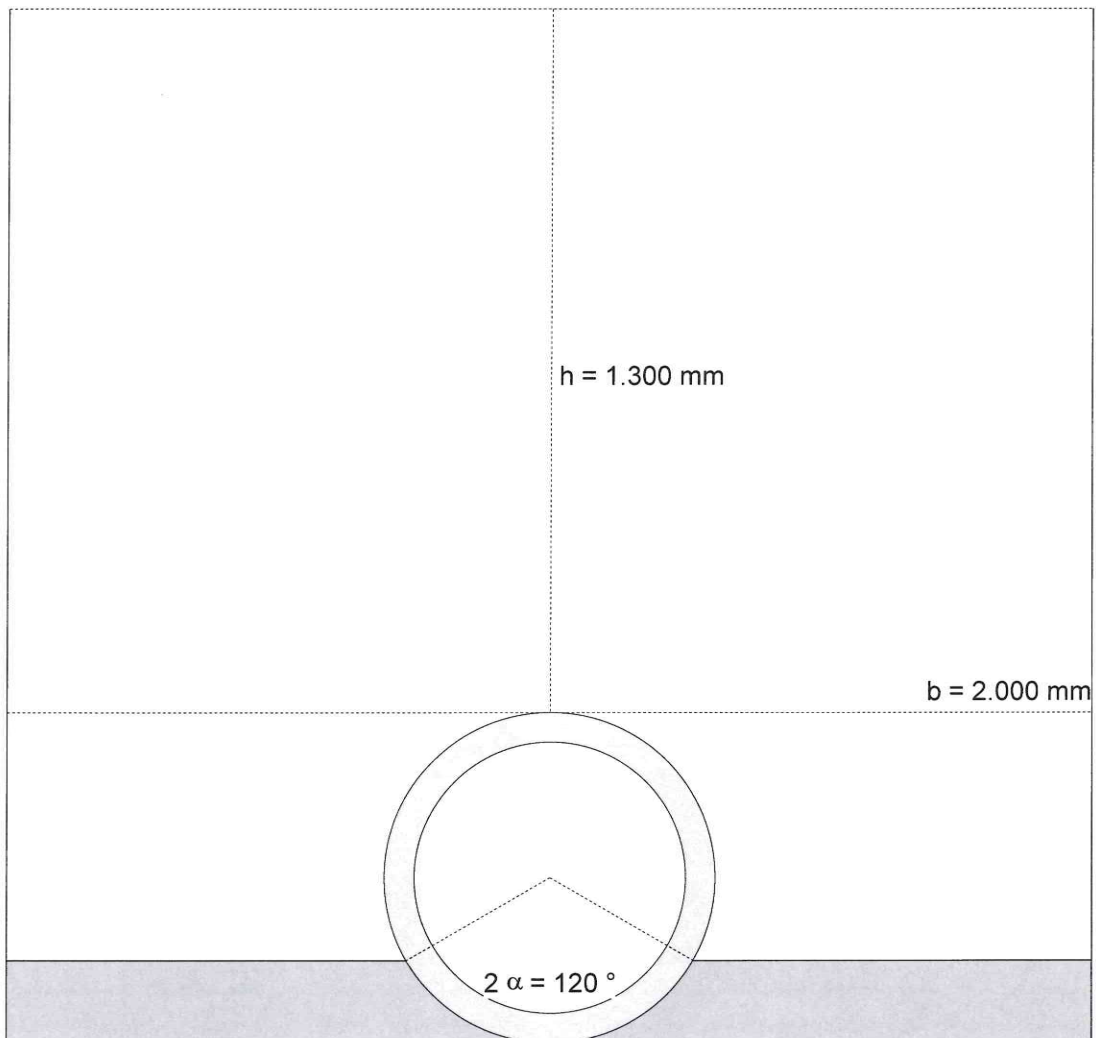 h = 1.300 mm
b = 2.000 mm
2 α = 120 °